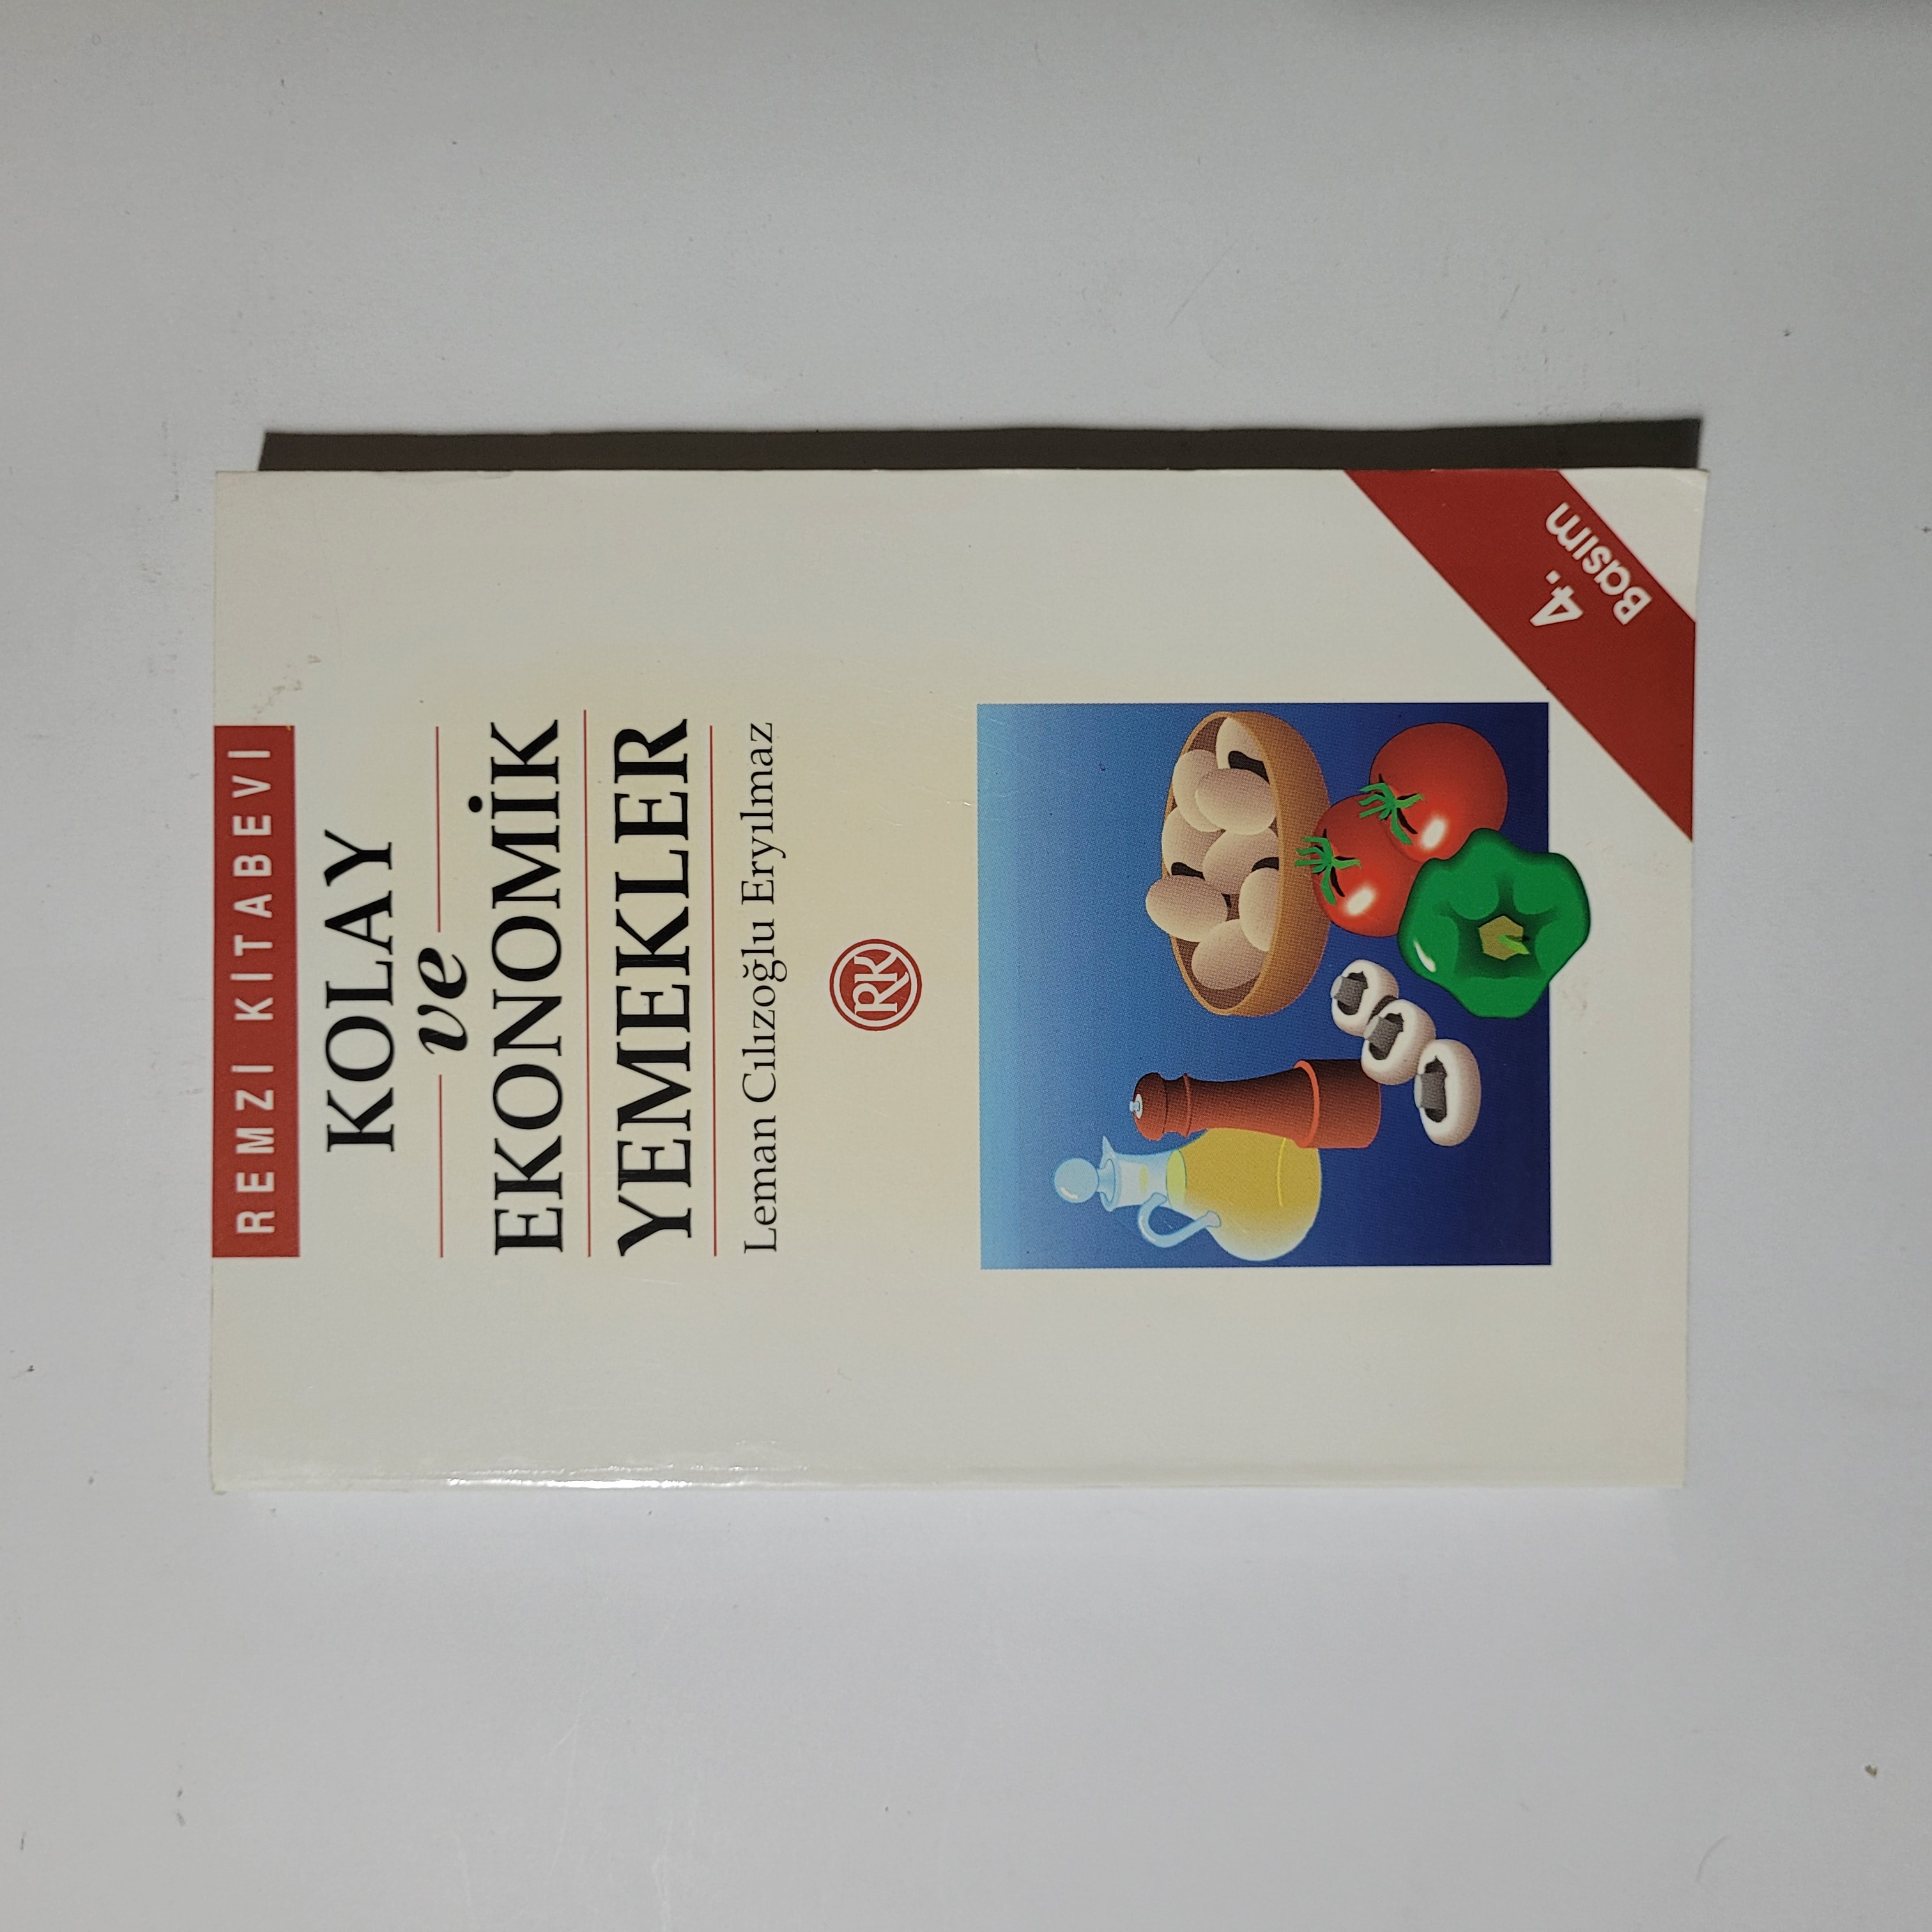 REMZİ KİTABEVİ
KOLAY
ve
EKONOMİK
YEMEKLER
Leman Cılızoğlu Eryılmaz
RK
4.
Basım